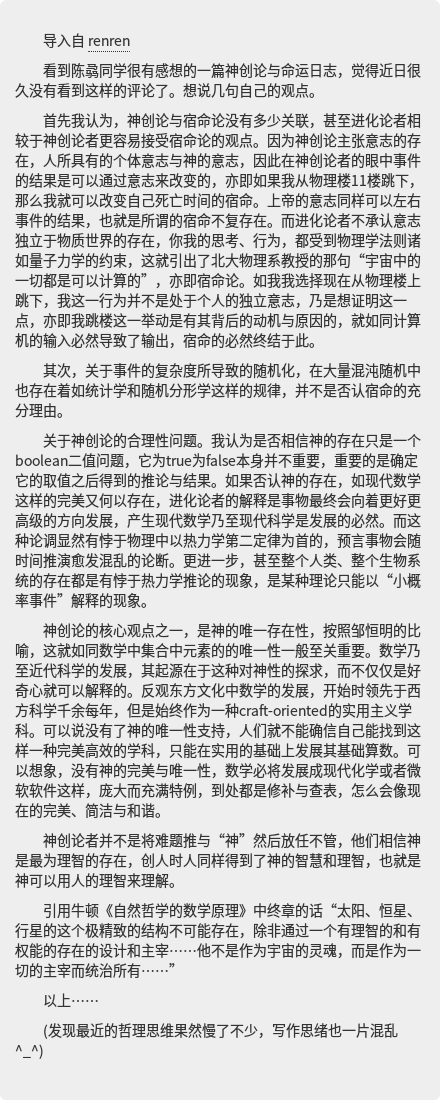 导入自 renren
看到陈骉同学很有感想的一篇神创论与命运日志，觉得近日很
久没有看到这样的评论了。想说几句自己的观点。
首先我认为，神创论与宿命论没有多少关联，甚至进化论者相
较于神创论者更容易接受宿命论的观点。因为神创论主张意志的存
在，人所具有的个体意志与神的意志，因此在神创论者的眼中事件
的结果是可以通过意志来改变的，亦即如果我从物理楼11楼跳下，
那么我就可以改变自己死亡时间的宿命。上帝的意志同样可以左右
事件的结果，也就是所谓的宿命不复存在。而进化论者不承认意志
独立于物质世界的存在，你我的思考、行为，都受到物理学法则诸
如量子力学的约束，这就引出了北大物理系教授的那句“宇宙中的
一切都是可以计算的”，亦即宿命论。如我我选择现在从物理楼上
跳下，我这一行为并不是处于个人的独立意志，乃是想证明这一
点，亦即我跳楼这一举动是有其背后的动机与原因的，就如同计算
机的输入必然导致了输出，宿命的必然终结于此。
其次，关于事件的复杂度所导致的随机化，在大量混沌随机中
也存在着如统计学和随机分形学这样的规律，并不是否认宿命的充
分理由。
关于神创论的合理性问题。我认为是否相信神的存在只是一个
boolean二值问题，它为true为false本身并不重要，重要的是确定
它的取值之后得到的推论与结果。如果否认神的存在，如现代数学
这样的完美又何以存在，进化论者的解释是事物最终会向着更好更
高级的方向发展，产生现代数学乃至现代科学是发展的必然。而这
种论调显然有悖于物理中以热力学第二定律为首的，预言事物会随
时间推演愈发混乱的论断。更进一步，甚至整个人类、整个生物系
统的存在都是有悖于热力学推论的现象，是某种理论只能以“小概
率事件”解释的现象。
神创论的核心观点之一，是神的唯一存在性，按照邹恒明的比
喻，这就如同数学中集合中元素的的唯一性一般至关重要。数学乃
至近代科学的发展，其起源在于这种对神性的探求，而不仅仅是好
奇心就可以解释的。反观东方文化中数学的发展，开始时领先于西
方科学千余每年，但是始终作为一种craft-oriented的实用主义学
科。可以说没有了神的唯一性支持，人们就不能确信自己能找到这
样一种完美高效的学科，只能在实用的基础上发展其基础算数。可
以想象，没有神的完美与唯一性，数学必将发展成现代化学或者微
软软件这样，庞大而充满特例，到处都是修补与查表，怎么会像现
在的完美、简洁与和谐。
神创论者并不是将难题推与“神”然后放任不管，他们相信神
是最为理智的存在，创人时人同样得到了神的智慧和理智，也就是
神可以用人的理智来理解。
引用牛顿《自然哲学的数学原理》中终章的话“太阳、恒星、
行星的这个极精致的结构不可能存在，除非通过一个有理智的和有
权能的存在的设计和主宰……他不是作为宇宙的灵魂，而是作为一
切的主宰而统治所有……”
以上……
(发现最近的哲理思维果然慢了不少，写作思绪也一片混乱
^_^)